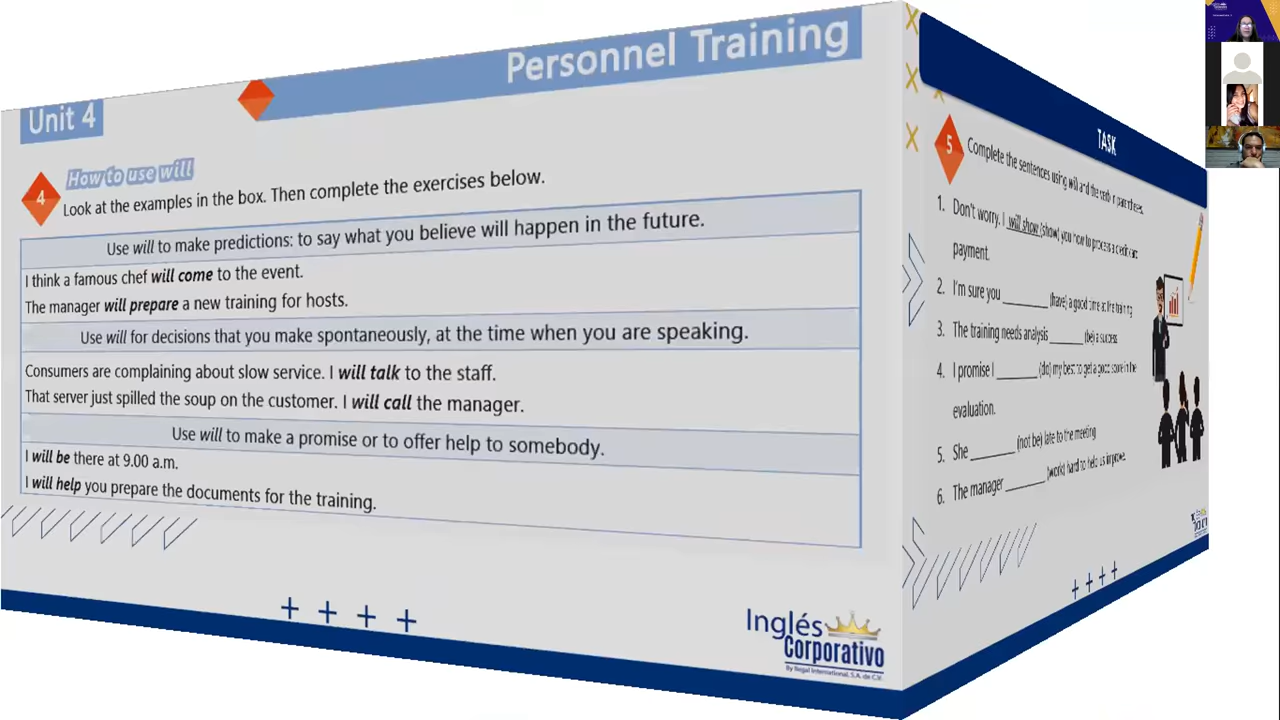 Unit 4
Personnel Training
4
How to use will
Look at the examples in the box. Then complete the exercises below.
Use will to make predictions: to say what you believe will happen in the future.
I think a famous chef will come to the event.
The manager will prepare a new training for hosts.
Use will for decisions that you make spontaneously, at the time when you are speaking.
Consumers are complaining about slow service. I will talk to the staff.
That server just spilled the soup on the customer. I will call the manager.
Use will to make a promise or to offer help to somebody.
I will be there at 9.00 a.m.
I will help you prepare the documents for the training.
Inglés
Corporativo
By Regal International, S.A. de C.V.
TASK
5
Complete the sentences using will and the verb in parentheses.
1. Don't worry. I will show (show) you how to process a credit card
payment.
2. I'm sure you ________ (have) a good time at the training
3. The training needs analysis ______ (be) a success
4. I promise I _______ (do) my best to get a good score in the
evaluation.
5. She _______ (not be) late to the meeting
6. The manager _______ (work) hard to help us improve.